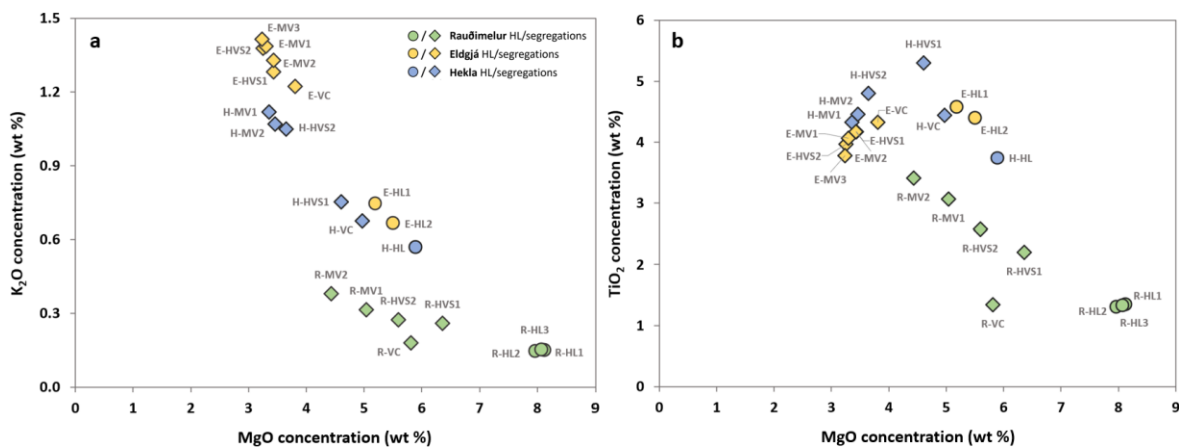 a
Rauðimelur HL/segregations
Eldgjá HL/segregations
Hekla HL/segregations
K2O concentration (wt %)
1.5
1.2
0.9
0.6
0.3
0.0
E-MV3
E-HVS2
E-MV1
E-MV2
E-HVS1
E-VC
H-MV1
H-MV2
H-HVS2
H-HVS1
E-HL1
H-VC
E-HL2
H-HL
R-MV2
R-MV1
R-HVS2
R-HVS1
R-VC
R-HL3
R-HL2
R-HL1
0 1 2 3 4 5 6 7 8 9
MgO concentration (wt %)
b
TiO2 concentration (wt %)
6
5
4
3
2
1
0
H-HVS1
H-HVS2
H-MV2
E-VC
E-HL1
H-MV1
H-VC
E-HL2
E-MV1
E-HVS1
E-HVS2
E-MV2
H-HL
E-MV3
R-MV2
R-MV1
R-HVS2
R-HVS1
R-VC
R-HL1
R-HL2
R-HL3
0 1 2 3 4 5 6 7 8 9
MgO concentration (wt %)